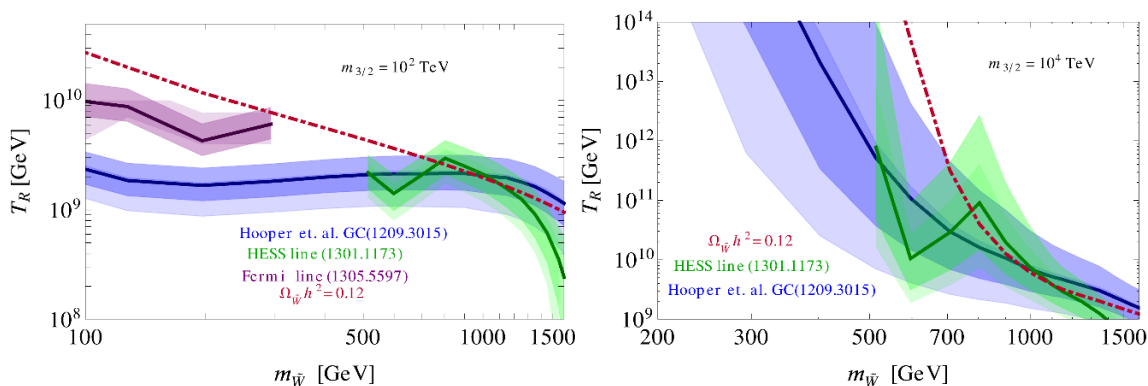 m_{3/2} = 10^2 TeV
T_R [GeV]
10^{10}
10^9
10^8
Hooper et. al. GC(1209.3015)
HESS line (1301.1173)
Fermi line (1305.5597)
Ω_{W̃} h^2 = 0.12
100
200
500
1000
1500
m_{W̃} [GeV]
m_{3/2} = 10^4 TeV
T_R [GeV]
10^{14}
10^{13}
10^{12}
10^{11}
10^{10}
10^9
Ω_{W̃} h^2 = 0.12
HESS line (1301.1173)
Hooper et. al. GC(1209.3015)
200
300
500
700
1000
1500
m_{W̃} [GeV]